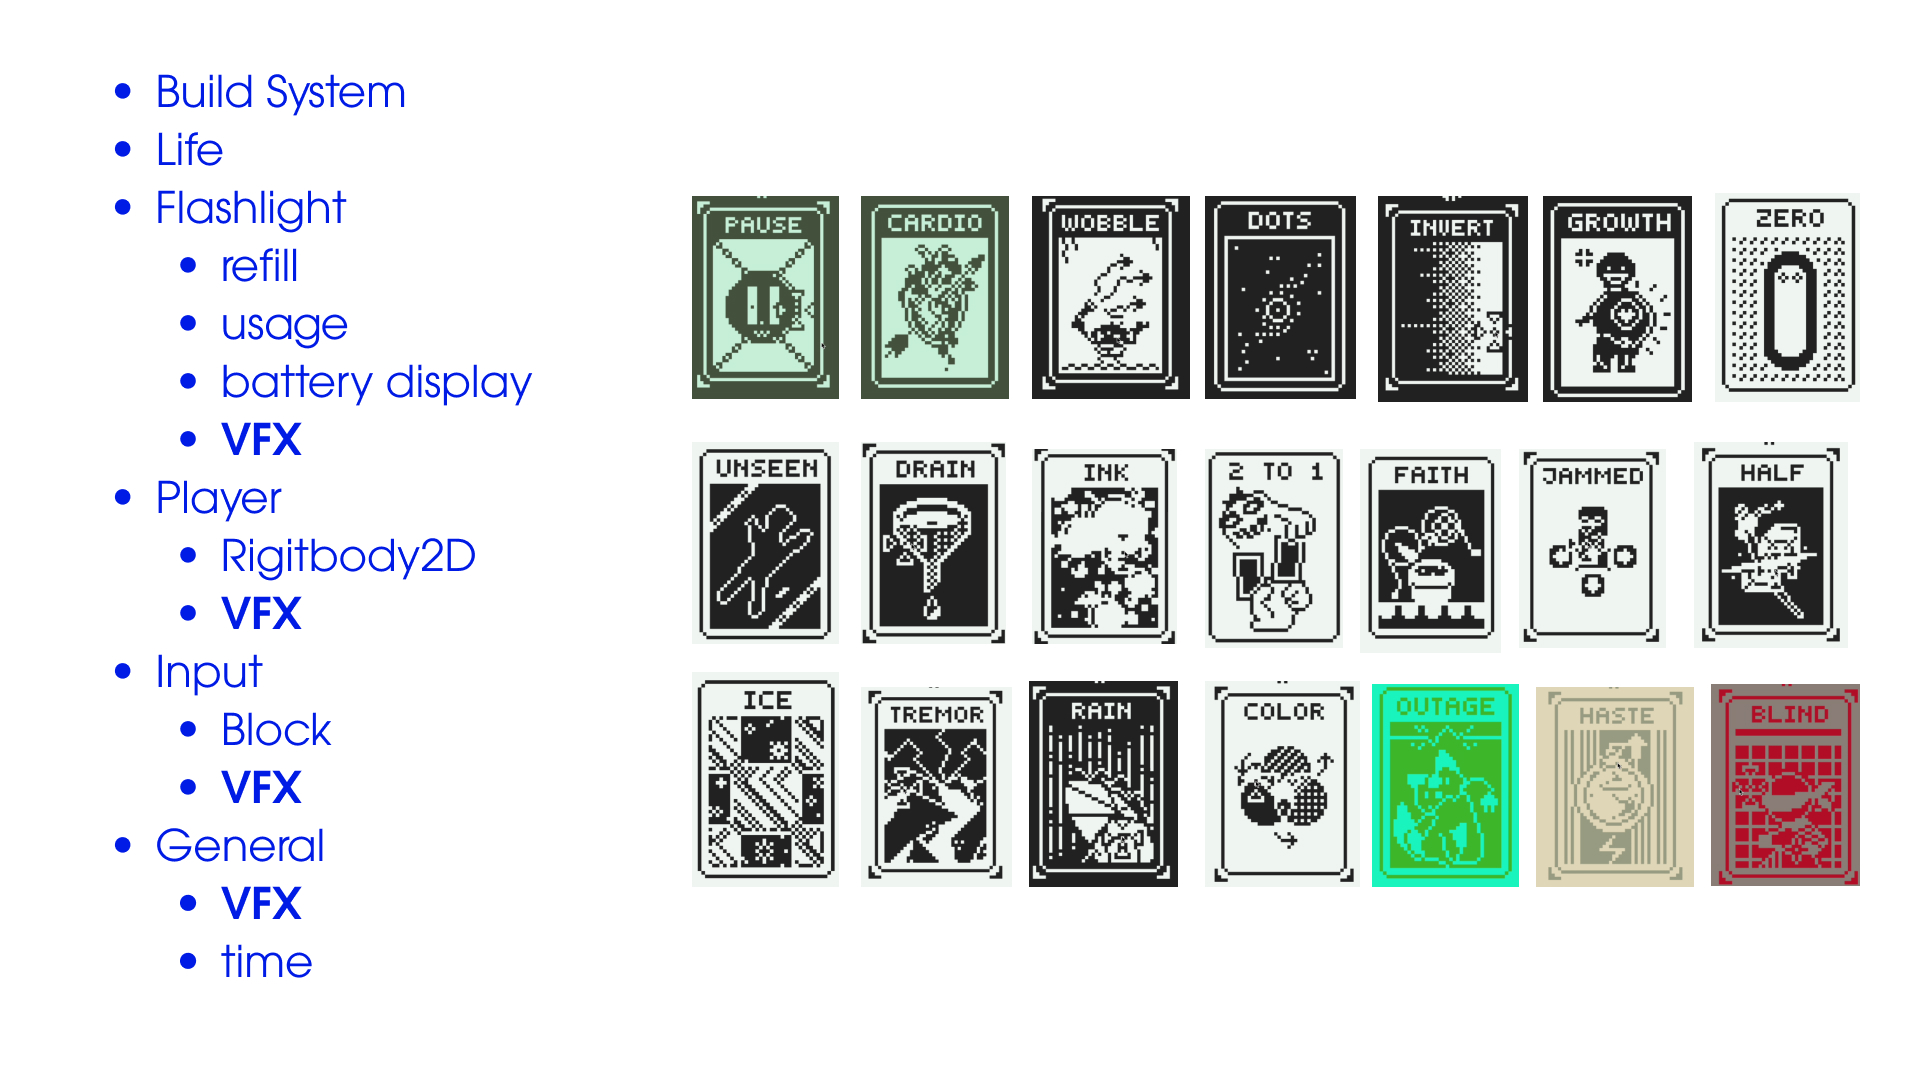 • Build System
• Life
• Flashlight
• refill
• usage
• battery display
• VFX
• Player
• Rigitbody2D
• VFX
• Input
• Block
• VFX
• General
• VFX
• time
PAUSE
CARDIO
WOBBLE
DOTS
INVERT
GROWTH
ZERO
UNSEEN
DRAIN
INK
2 TO 1
FAITH
JAMMED
HALF
ICE
TREMOR
RAIN
COLOR
OUTAGE
HASTE
BLIND